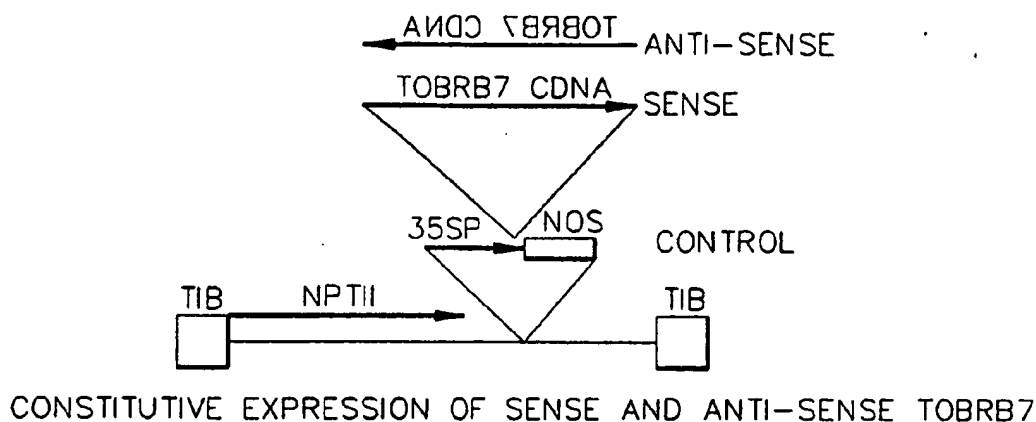 TOBRB7 CDNA ANTI-SENSE
TOBRB7 CDNA SENSE
35SP NOS CONTROL
TIB NPTII TIB
CONSTITUTIVE EXPRESSION OF SENSE AND ANTI-SENSE TOBRB7